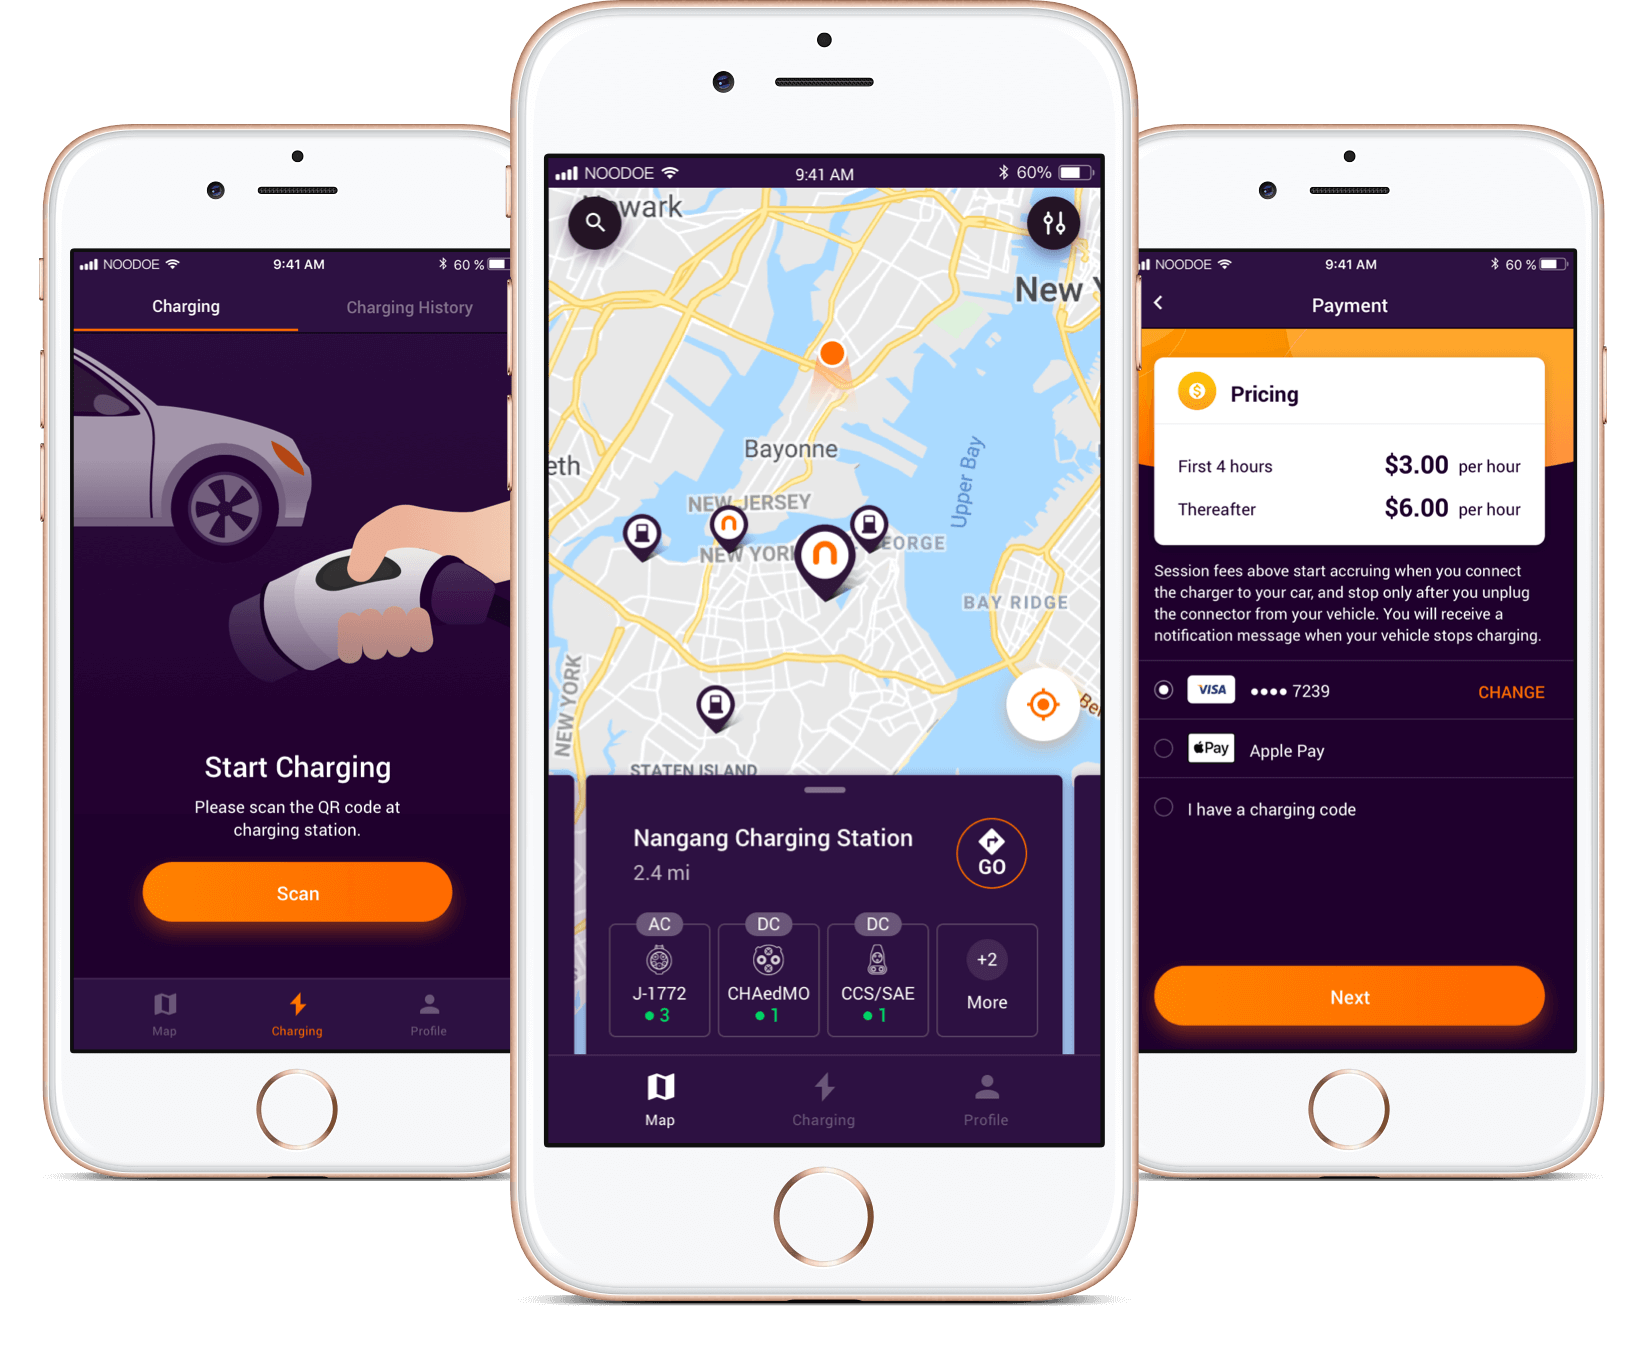 NOODOE
9:41 AM
60 %
Charging
Charging History
Start Charging
Please scan the QR code at
charging station.
Scan
Map
Charging
Profile
NOODOE
9:41 AM
60%
wark
New Y
Bayonne
eth
Upper Bay
NEW JERSEY
NEW YORK
EORGE
BAY RIDGE
NEW YORK
STATEN ISLAND
Be
Nangang Charging Station
2.4 mi
GO
AC
DC
DC
J-1772
CHAedMO
CCS/SAE
+2
More
3
1
1
Map
Charging
Profile
NOODOE
9:41 AM
60 %
Payment
Pricing
First 4 hours $3.00 per hour
Thereafter $6.00 per hour
Session fees above start accruing when you connect
the charger to your car, and stop only after you unplug
the connector from your vehicle. You will receive a
notification message when your vehicle stops charging.
VISA •••• 7239 CHANGE
Pay Apple Pay
I have a charging code
Next